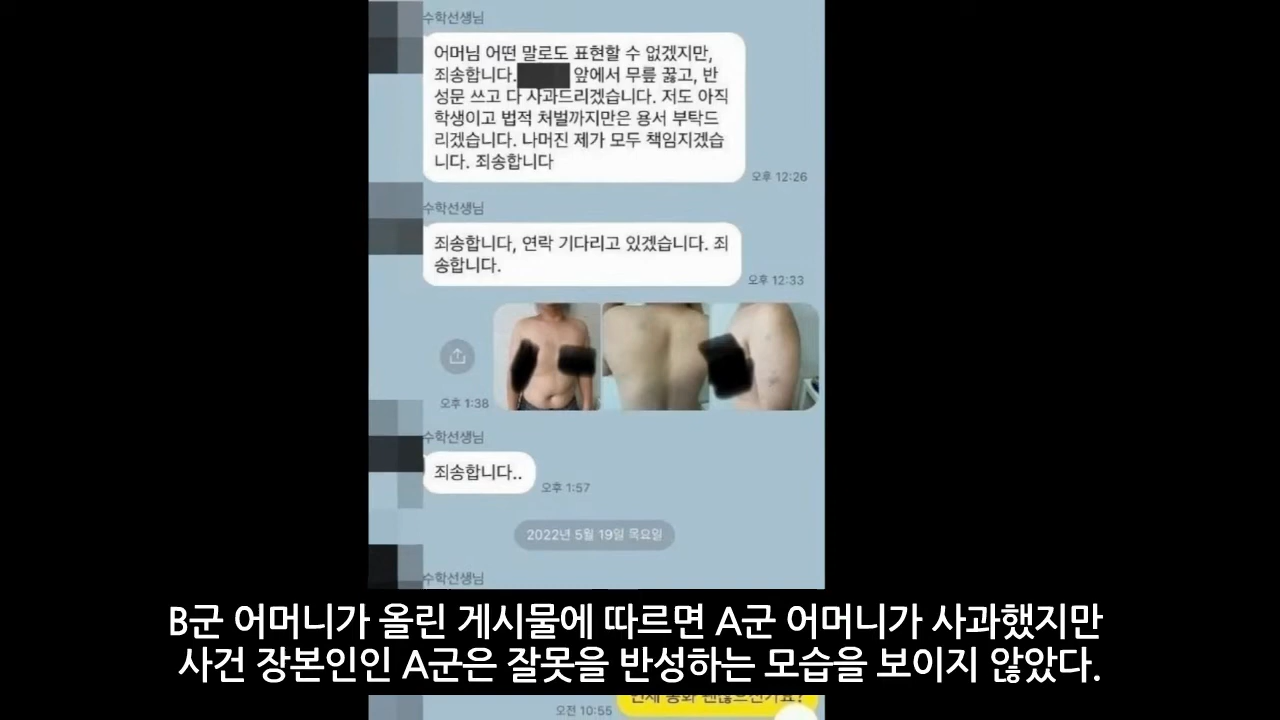 수학선생님
어머님 어떤 말로도 표현할 수 없겠지만,
죄송합니다. 앞에서 무릎 꿇고, 반
성문 쓰고 다 사과드리겠습니다. 저도 아직
학생이고 법적 처벌까지만은 용서 부탁드
리겠습니다. 나머진 제가 모두 책임지겠습
니다. 죄송합니다
오후 12:26
수학선생님
죄송합니다, 연락 기다리고 있겠습니다. 죄
송합니다.
오후 12:33
오후 1:38
수학선생님
죄송합니다..
오후 1:57
2022년 5월 19일 목요일
수학선생님
B군 어머니가 올린 게시물에 따르면 A군 어머니가 사과했지만
사건 장본인인 A군은 잘못을 반성하는 모습을 보이지 않았다.
오전 10:55